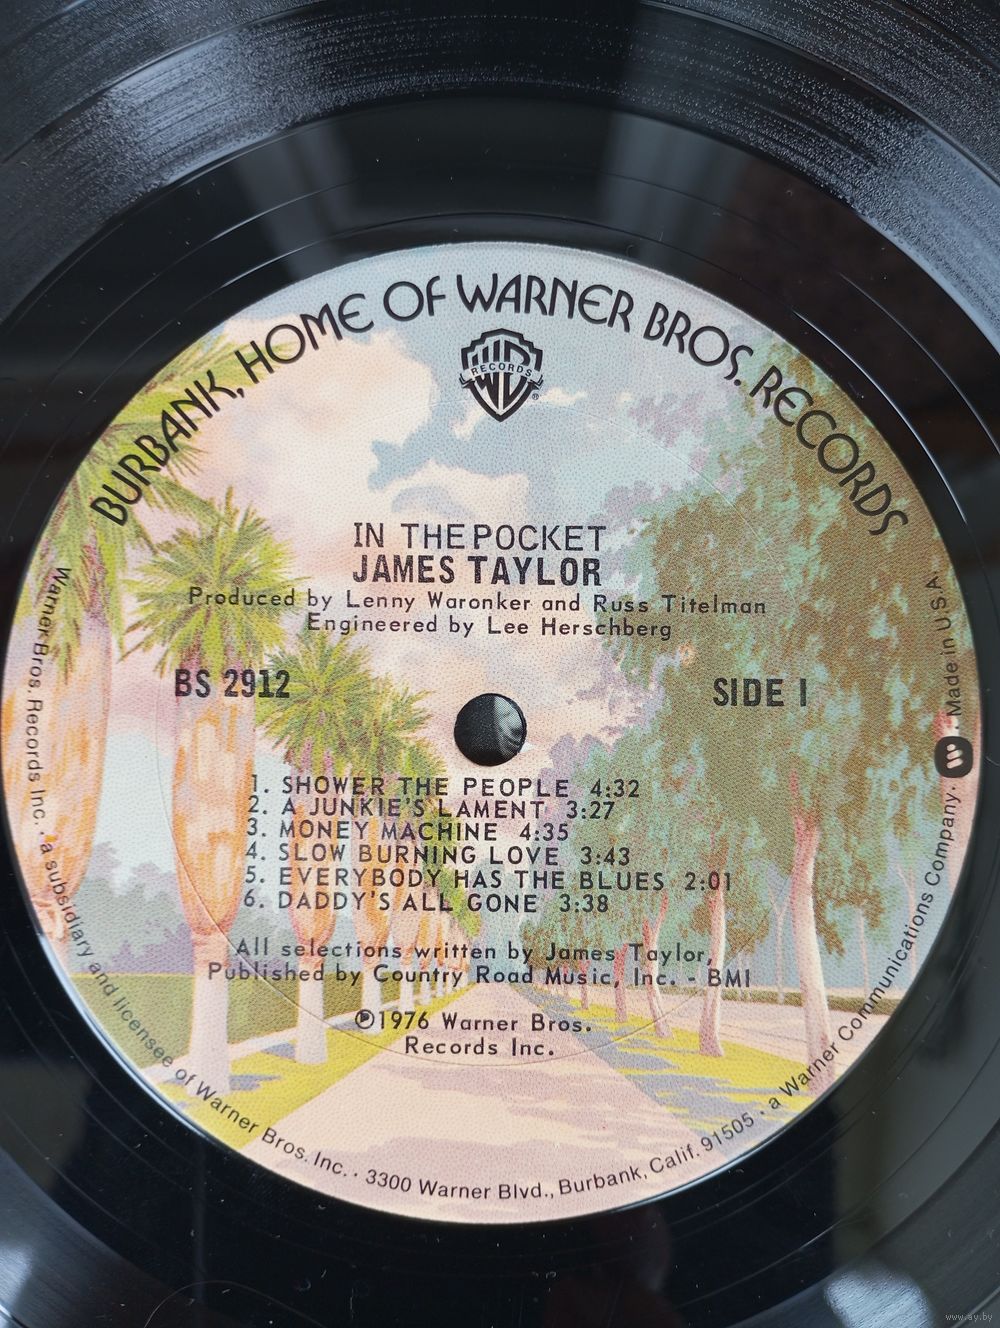 BURBANK, HOME OF WARNER BROS. RECORDS
RECORDS
®
IN THE POCKET
JAMES TAYLOR
Produced by Lenny Waronker and Russ Titelman
Engineered by Lee Herschberg
BS 2912
SIDE 1
1. SHOWER THE PEOPLE 4:32
2. A JUNKIE'S LAMENT 3:27
3. MONEY MACHINE 4:35
4. SLOW BURNING LOVE 3:43
5. EVERYBODY HAS THE BLUES 2:01
6. DADDY'S ALL GONE 3:38
All selections written by James Taylor,
Published by Country Road Music, Inc. - BMI
℗1976 Warner Bros.
Records Inc.
Warner Bros. Records Inc. · a subsidiary and licensee of Warner Bros. Inc. · 3300 Warner Blvd., Burbank, Calif. 91505 · a Warner Communications Company. Made in U.S.A.
www.ay.by